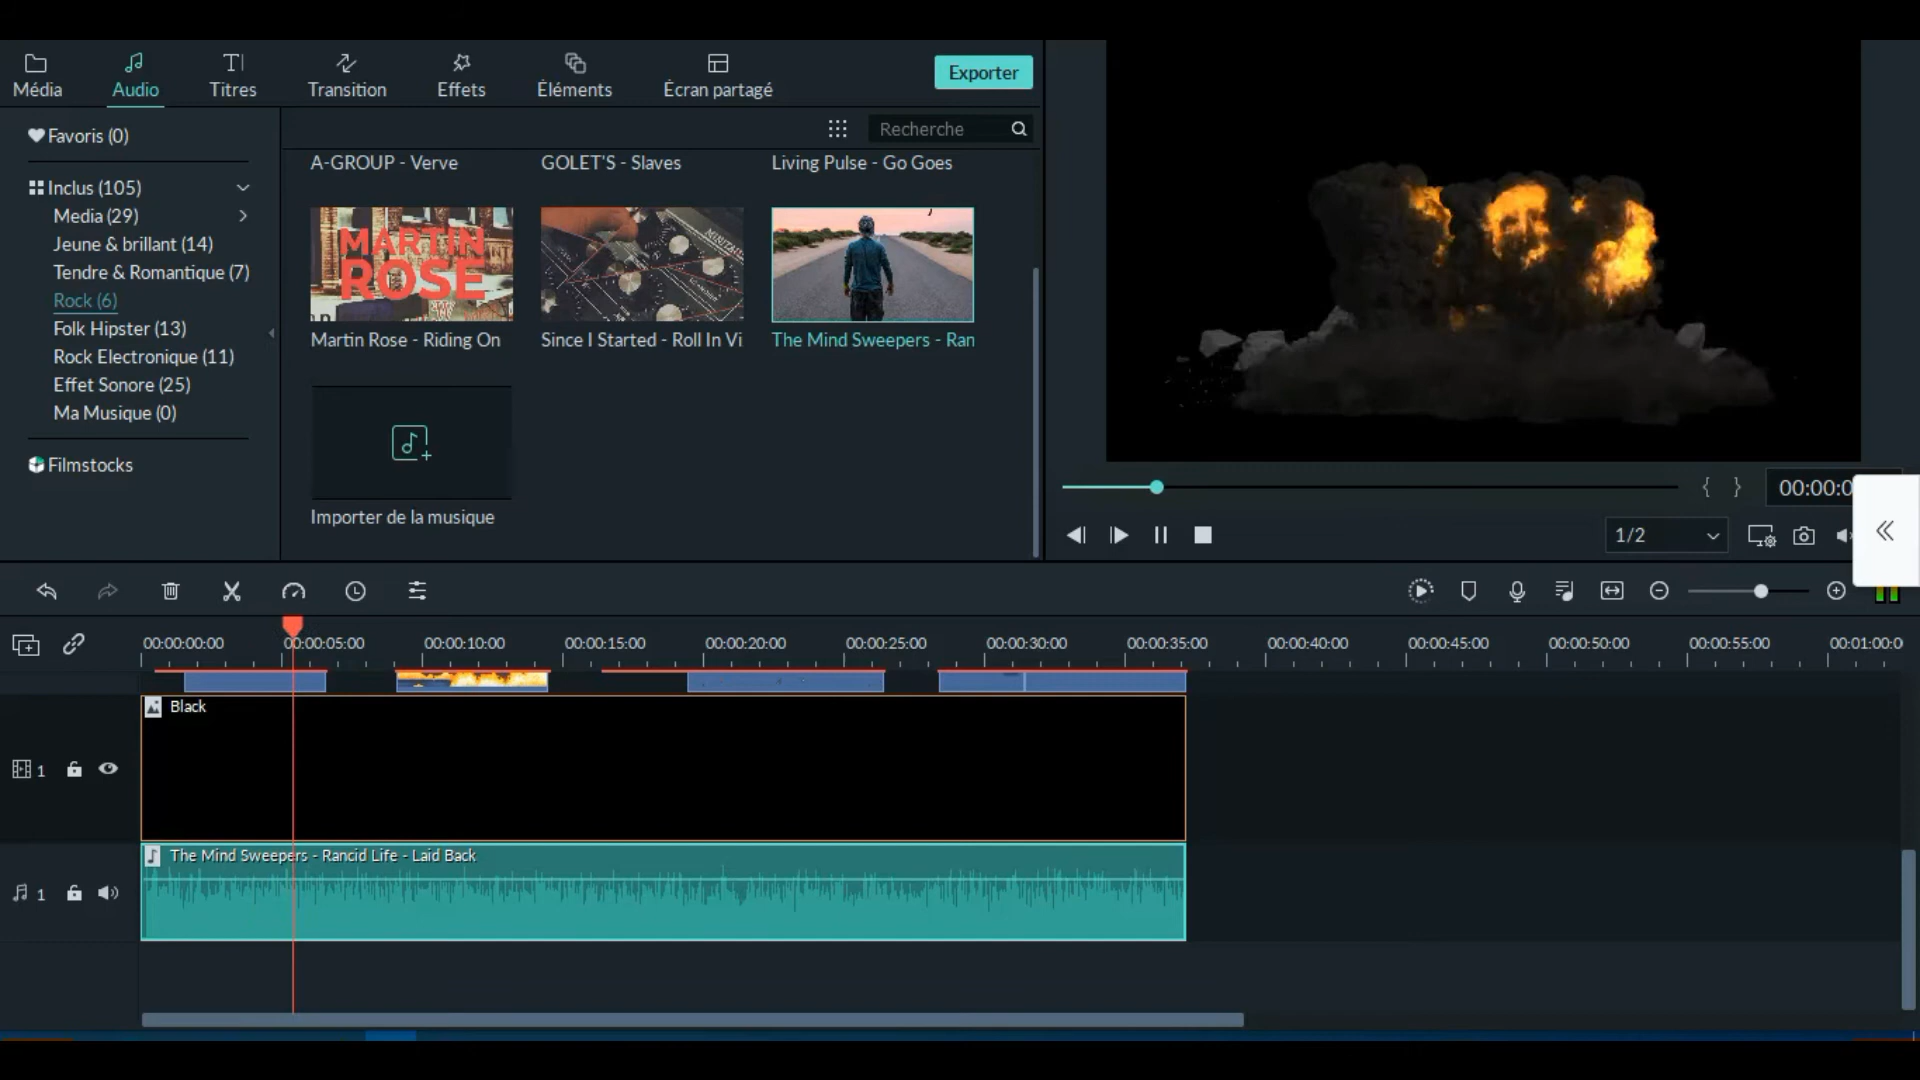 Média
Audio
Titres
Transition
Effets
Éléments
Écran partagé
Exporter
Favoris (0)
Inclus (105)
Media (29)
Jeune & brillant (14)
Tendre & Romantique (7)
Rock (6)
Folk Hipster (13)
Rock Electronique (11)
Effet Sonore (25)
Ma Musique (0)
Filmstocks
Recherche
A-GROUP - Verve
GOLET'S - Slaves
Living Pulse - Go Goes
MARTIN
ROSE
Martin Rose - Riding On
Since I Started - Roll In Vi
The Mind Sweepers - Ran
Importer de la musique
{ }
00:00:0
1/2
00:00:00:00
00:00:05:00
00:00:10:00
00:00:15:00
00:00:20:00
00:00:25:00
00:00:30:00
00:00:35:00
00:00:40:00
00:00:45:00
00:00:50:00
00:00:55:00
00:01:00:0
Black
1
The Mind Sweepers - Rancid Life - Laid Back
1